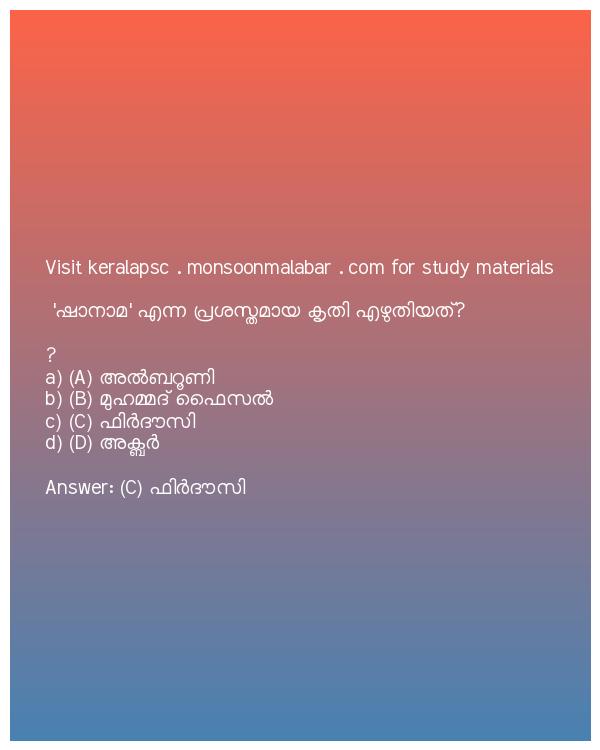 Visit keralapsc . monsoonmalabar . com for study materials
'ഷാനാമ' എന്ന പ്രശസ്തമായ കൃതി എഴുതിയത്?
?
a) (A) അൽബറൂണി
b) (B) മുഹമ്മദ് ഫൈസൽ
c) (C) ഫിർദൗസി
d) (D) അക്ബർ
Answer: (C) ഫിർദൗസി